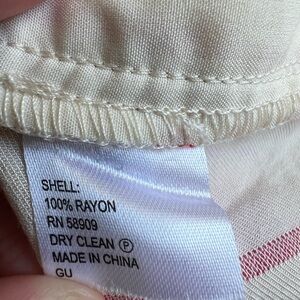 SHELL:
100% RAYON
RN 58909
DRY CLEAN Ⓟ
MADE IN CHINA
GU